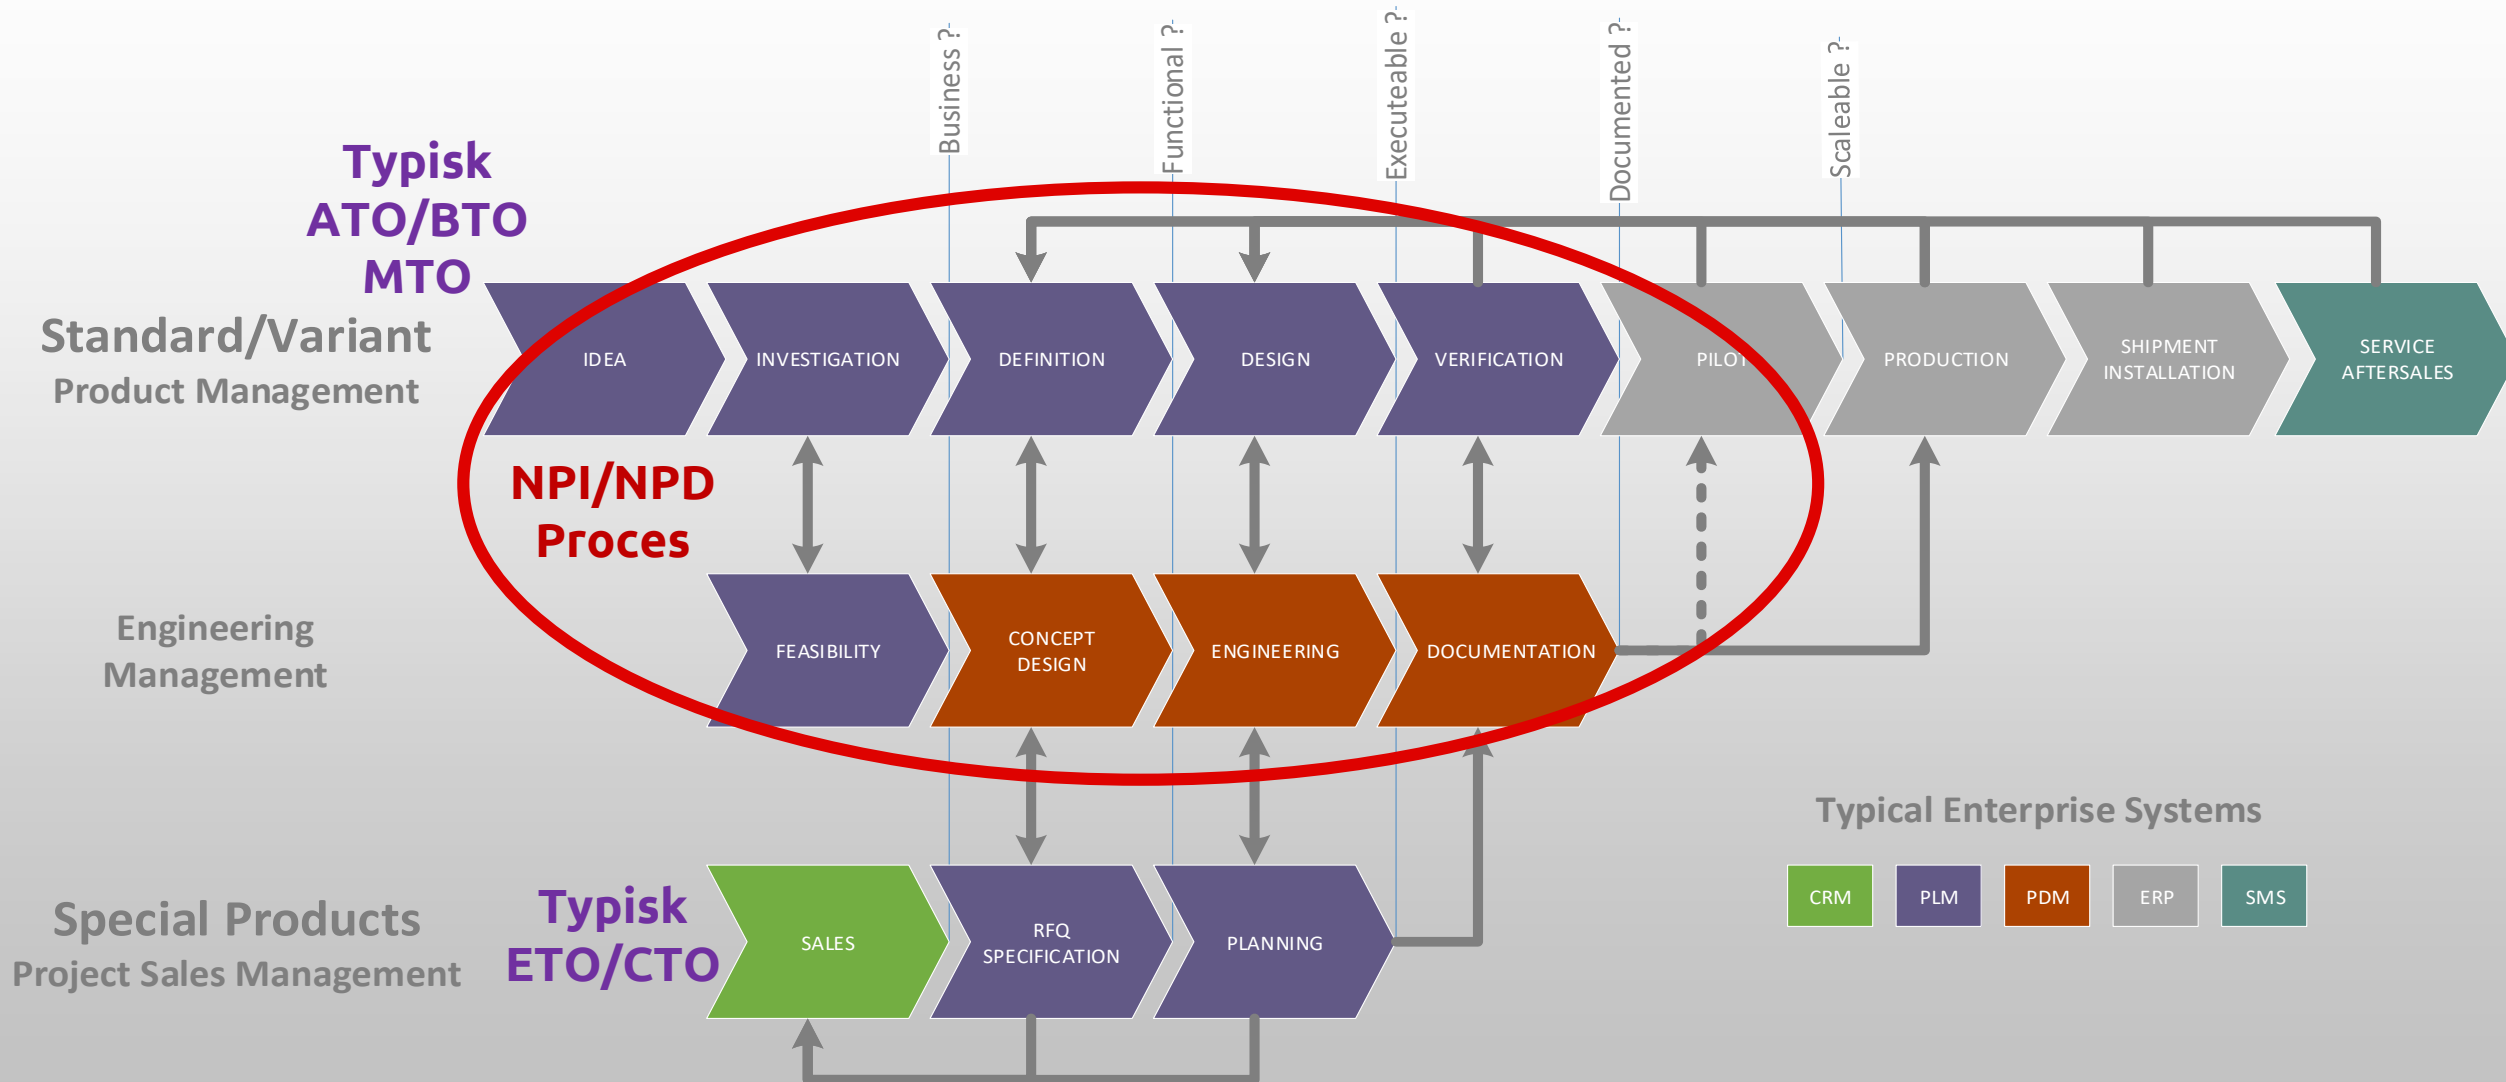 Business ?
Functional ?
Executeable ?
Documented ?
Scaleable ?
Typisk
ATO/BTO
MTO
Standard/Variant
Product Management
IDEA
INVESTIGATION
DEFINITION
DESIGN
VERIFICATION
PILOT
PRODUCTION
SHIPMENT
INSTALLATION
SERVICE
AFTERSALES
NPI/NPD
Proces
Engineering
Management
FEASIBILITY
CONCEPT
DESIGN
ENGINEERING
DOCUMENTATION
Typical Enterprise Systems
CRM
PLM
PDM
ERP
SMS
Special Products
Project Sales Management
Typisk
ETO/CTO
SALES
RFQ
SPECIFICATION
PLANNING